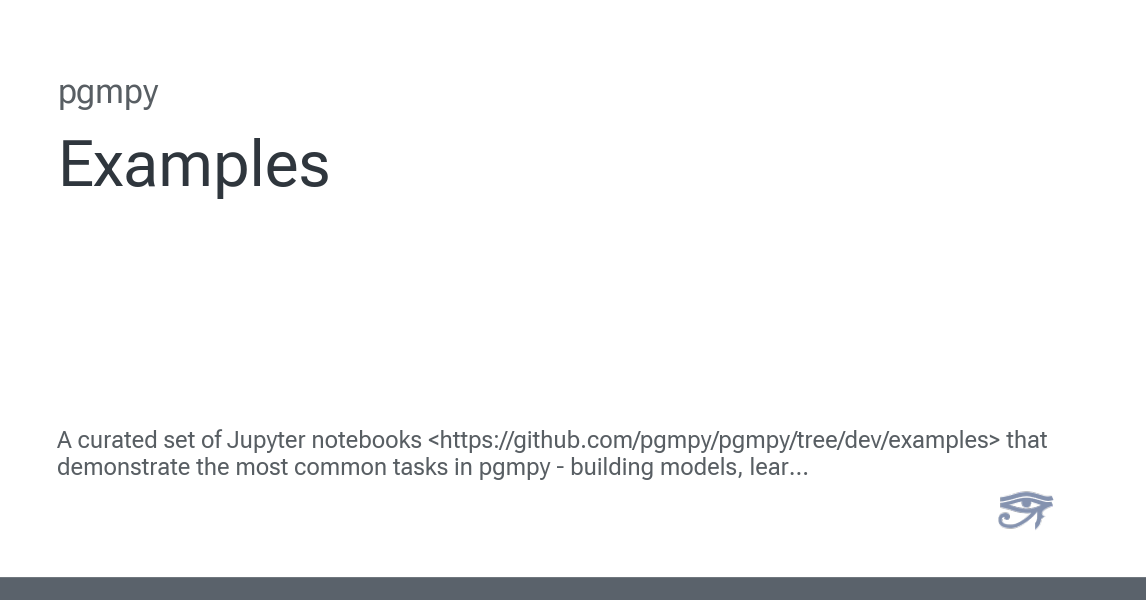 pgmpy
Examples
A curated set of Jupyter notebooks <https://github.com/pgmpy/pgmpy/tree/dev/examples> that
demonstrate the most common tasks in pgmpy - building models, lear...